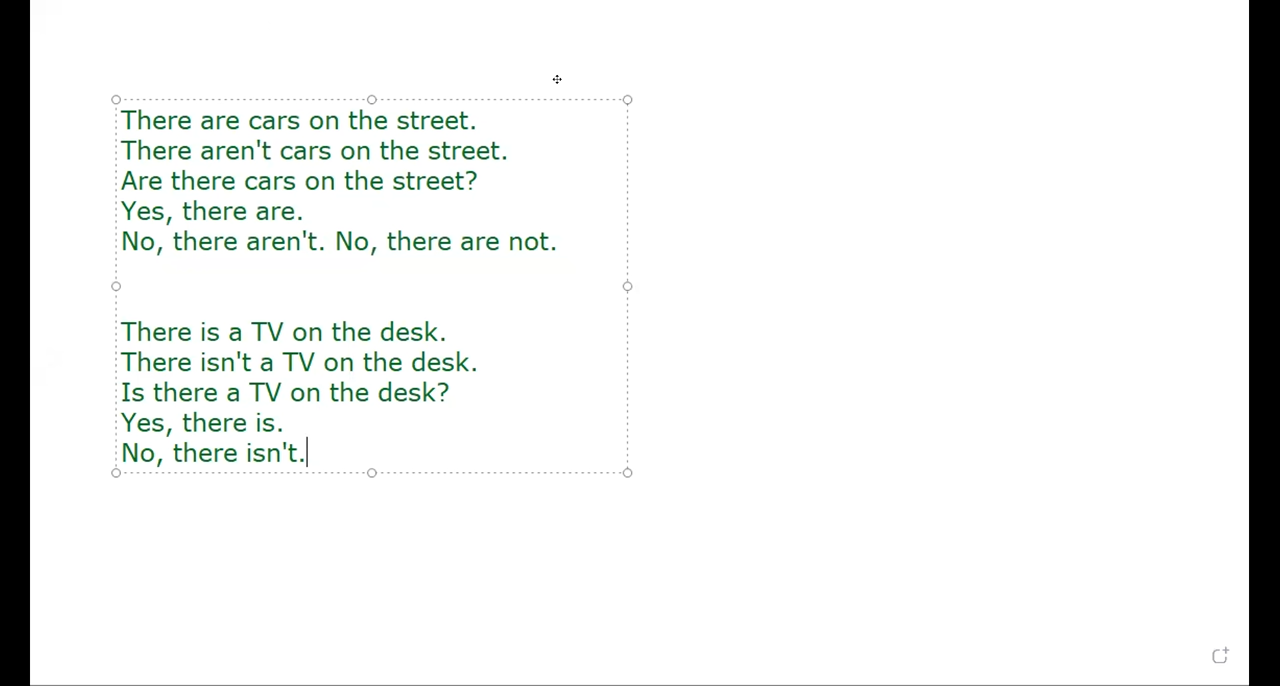 There are cars on the street.
There aren't cars on the street.
Are there cars on the street?
Yes, there are.
No, there aren't. No, there are not.
There is a TV on the desk.
There isn't a TV on the desk.
Is there a TV on the desk?
Yes, there is.
No, there isn't.